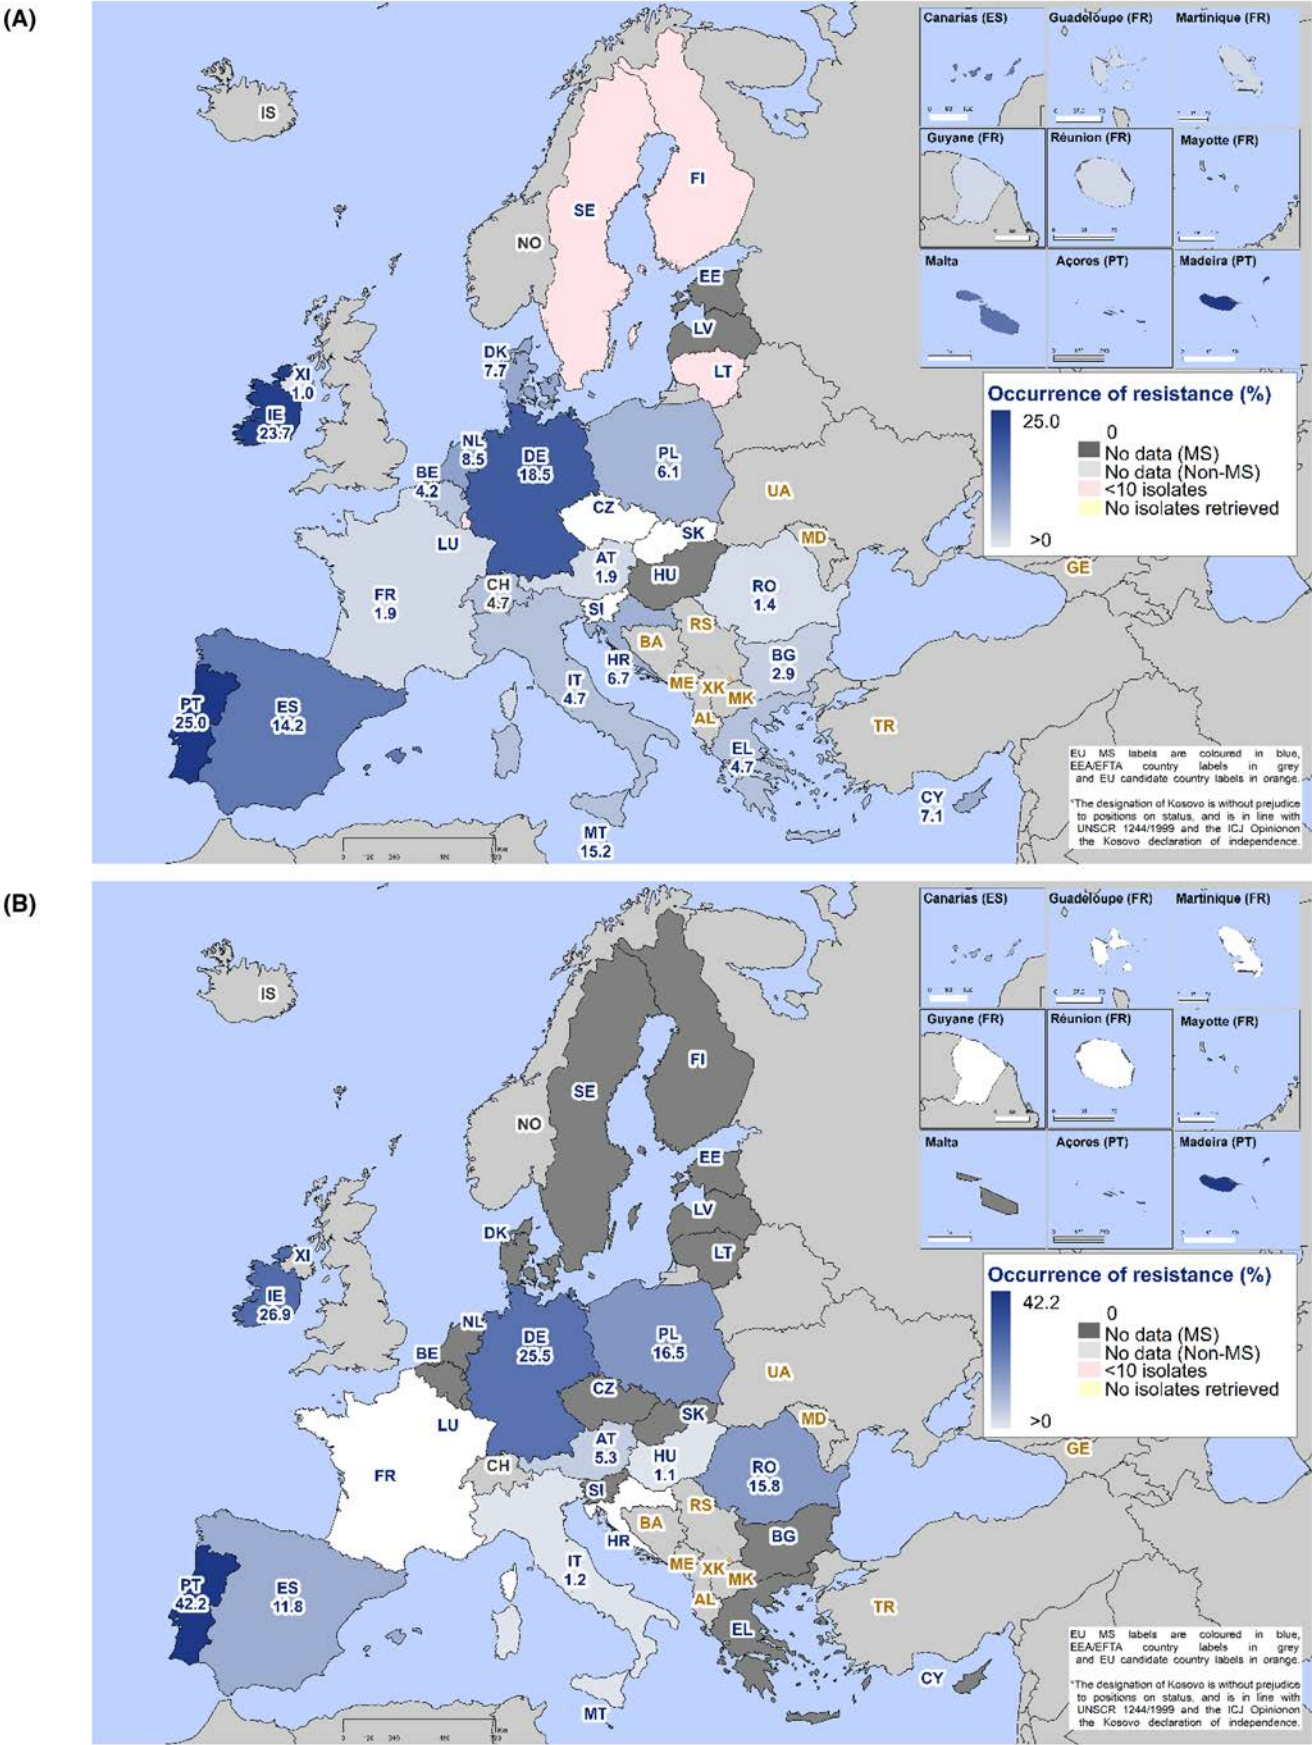 (A)
Canarias (ES)
Guadeloupe (FR)
Martinique (FR)
Guyane (FR)
Réunion (FR)
Mayotte (FR)
Malta
Açores (PT)
Madeira (PT)
IS
FI
SE
NO
EE
LV
LT
DK
7.7
XI
1.0
IE
23.7
NL
8.5
DE
18.5
PL
6.1
BE
4.2
LU
CZ
SK
UA
MD
GE
AT
1.9
HU
CH
4.7
FR
1.9
SI
RO
1.4
RS
BA
HR
6.7
BG
2.9
IT
4.7
ME
XK
MK
AL
PT
25.0
ES
14.2
TR
EL
4.7
CY
7.1
MT
15.2
Occurrence of resistance (%)
25.0
0
No data (MS)
No data (Non-MS)
<10 isolates
No isolates retrieved
>0
EU MS labels are coloured in blue,
EEA/EFTA country labels in grey
and EU candidate country labels in orange.
*The designation of Kosovo is without prejudice
to positions on status, and is in line with
UNSCR 1244/1999 and the ICJ Opinionon
the Kosovo declaration of independence.
(B)
Canarias (ES)
Guadeloupe (FR)
Martinique (FR)
Guyane (FR)
Réunion (FR)
Mayotte (FR)
Malta
Açores (PT)
Madeira (PT)
IS
FI
SE
NO
EE
LV
LT
DK
XI
IE
26.9
NL
DE
25.5
PL
16.5
BE
LU
CZ
SK
UA
MD
GE
AT
5.3
HU
1.1
CH
FR
SI
RO
15.8
RS
BA
HR
BG
IT
1.2
ME
XK
MK
AL
PT
42.2
ES
11.8
TR
EL
CY
MT
Occurrence of resistance (%)
42.2
0
No data (MS)
No data (Non-MS)
<10 isolates
No isolates retrieved
>0
EU MS labels are coloured in blue,
EEA/EFTA country labels in grey
and EU candidate country labels in orange.
*The designation of Kosovo is without prejudice
to positions on status, and is in line with
UNSCR 1244/1999 and the ICJ Opinionon
the Kosovo declaration of independence.